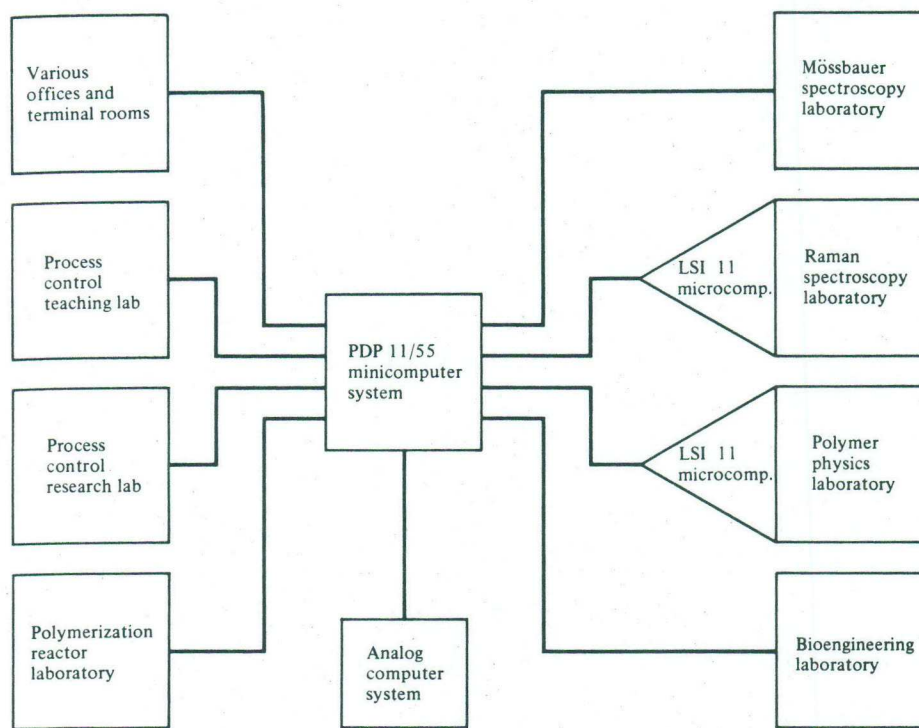 Various
offices and
terminal rooms
Mössbauer
spectroscopy
laboratory
Process
control
teaching lab
LSI 11
microcomp.
Raman
spectroscopy
laboratory
PDP 11/55
minicomputer
system
Process
control
research lab
LSI 11
microcomp.
Polymer
physics
laboratory
Polymerization
reactor
laboratory
Analog
computer
system
Bioengineering
laboratory